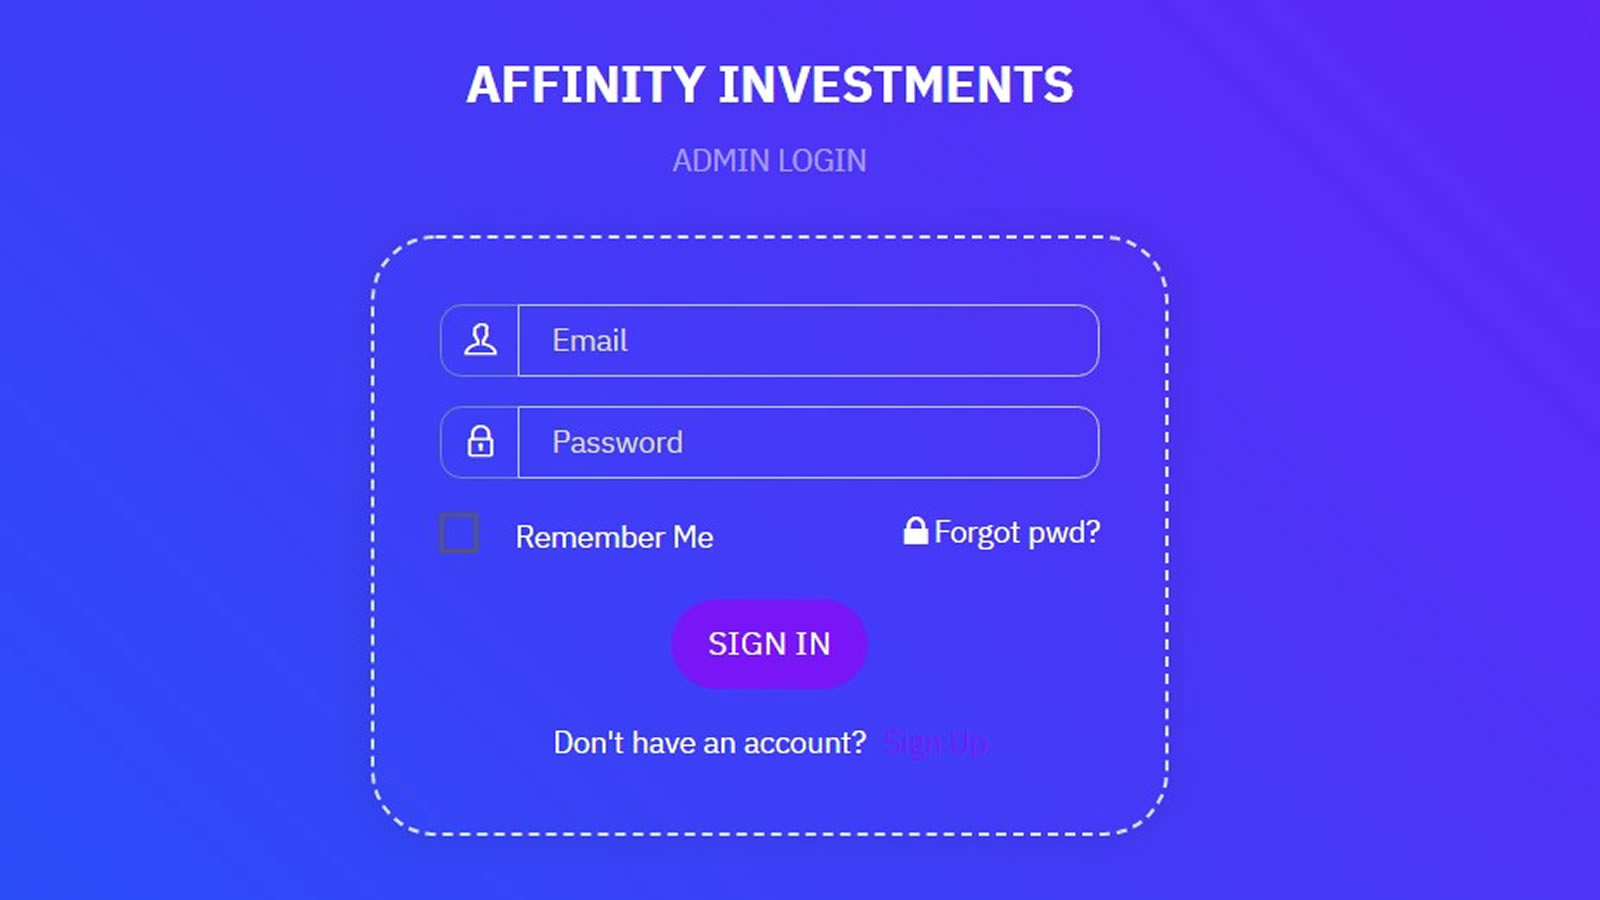 AFFINITY INVESTMENTS
ADMIN LOGIN
Email
Password
Remember Me
Forgot pwd?
SIGN IN
Don't have an account? Sign Up